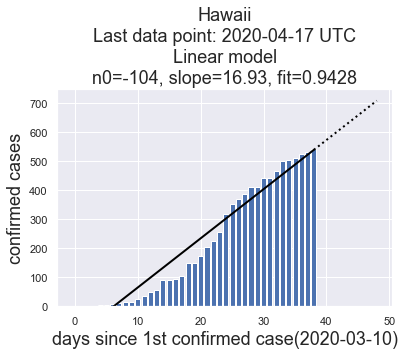 Hawaii
Last data point: 2020-04-17 UTC
Linear model
n0=-104, slope=16.93, fit=0.9428
700
600
500
400
300
200
100
0
confirmed cases
0 10 20 30 40 50
days since 1st confirmed case(2020-03-10)